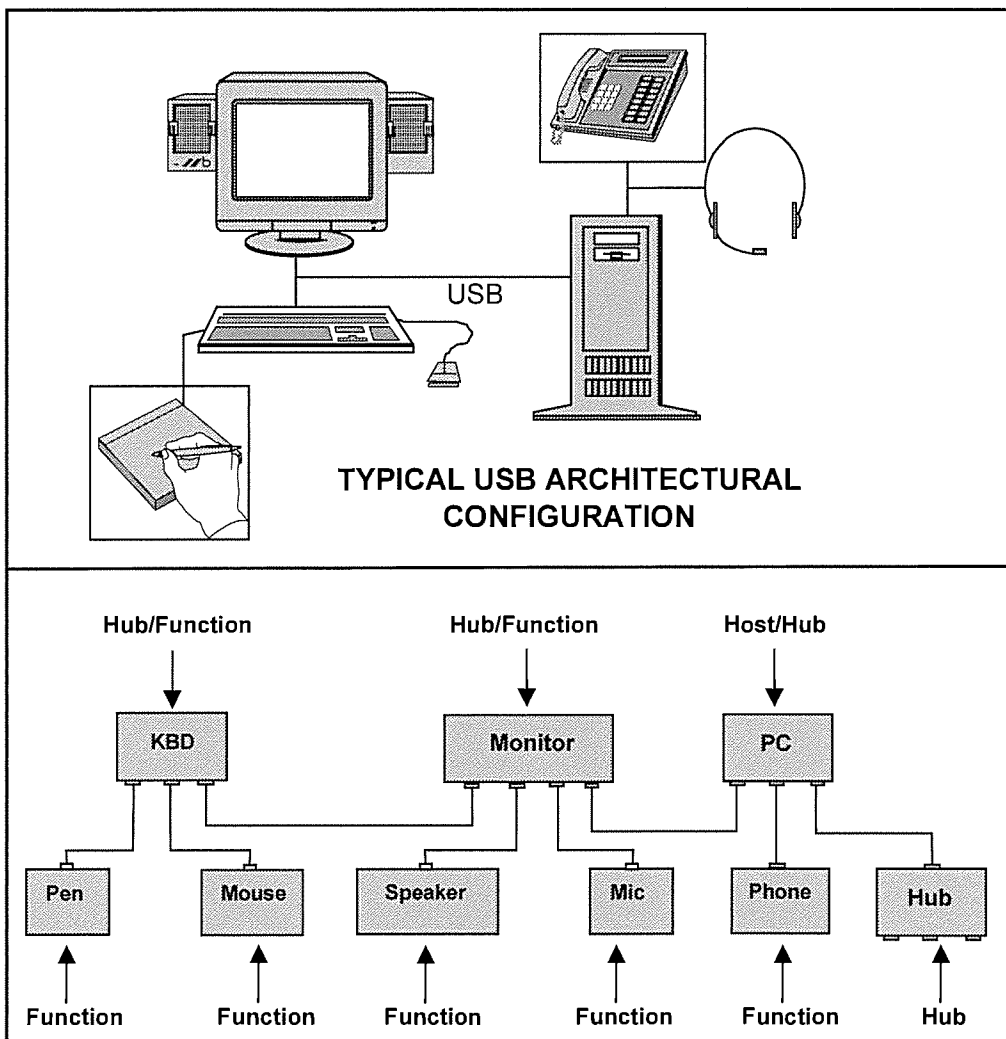 USB
TYPICAL USB ARCHITECTURAL
CONFIGURATION
Hub/Function Hub/Function Host/Hub
KBD Monitor PC
Pen Mouse Speaker Mic Phone Hub
Function Function Function Function Function Hub